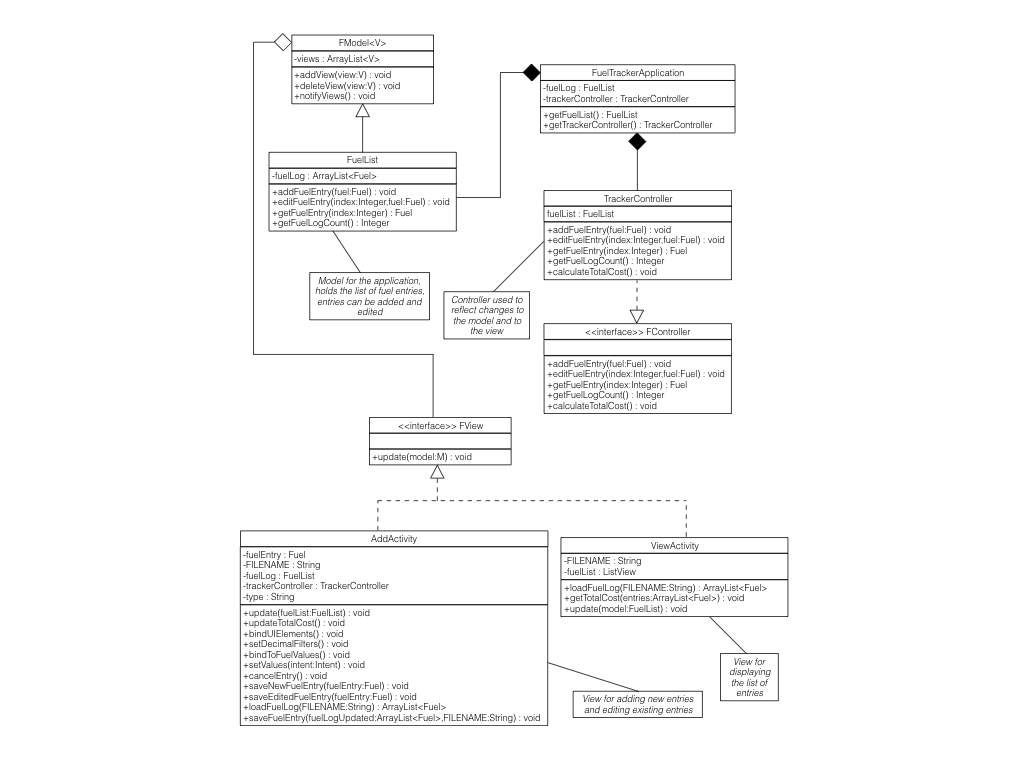 FModel<V>
-views : ArrayList<V>
+addView(view:V) : void
+deleteView(view:V) : void
+notifyViews() : void
FuelTrackerApplication
-fuelLog : FuelList
-trackerController : TrackerController
+getFuelList() : FuelList
+getTrackerController() : TrackerController
FuelList
-fuelLog : ArrayList<Fuel>
+addFuelEntry(fuel:Fuel) : void
+editFuelEntry(index:Integer,fuel:Fuel) : void
+getFuelEntry(index:Integer) : Fuel
+getFuelLogCount() : Integer
TrackerController
fuelList : FuelList
+addFuelEntry(fuel:Fuel) : void
+editFuelEntry(index:Integer,fuel:Fuel) : void
+getFuelEntry(index:Integer) : Fuel
+getFuelLogCount() : Integer
+calculateTotalCost() : void
Model for the application,
holds the list of fuel entries,
entries can be added and
edited
Controller used to
reflect changes to
the model and to
the view
<<interface>> FController
+addFuelEntry(fuel:Fuel) : void
+editFuelEntry(index:Integer,fuel:Fuel) : void
+getFuelEntry(index:Integer) : Fuel
+getFuelLogCount() : Integer
+calculateTotalCost() : void
<<interface>> FView
+update(model:M) : void
AddActivity
-fuelEntry : Fuel
-FILENAME : String
-fuelLog : FuelList
-trackerController : TrackerController
-type : String
+update(fuelList:FuelList) : void
+updateTotalCost() : void
+bindUIElements() : void
+setDecimalFilters() : void
+bindToFuelValues() : void
+setValues(intent:Intent) : void
+cancelEntry() : void
+saveNewFuelEntry(fuelEntry:Fuel) : void
+saveEditedFuelEntry(fuelEntry:Fuel) : void
+loadFuelLog(FILENAME:String) : ArrayList<Fuel>
+saveFuelEntry(fuelLogUpdated:ArrayList<Fuel>,FILENAME:String) : void
ViewActivity
-FILENAME : String
-fuelList : ListView
+loadFuelLog(FILENAME:String) : ArrayList<Fuel>
+getTotalCost(entries:ArrayList<Fuel>) : void
+update(model:FuelList) : void
View for
displaying
the list of
entries
View for adding new entries
and editing existing entries